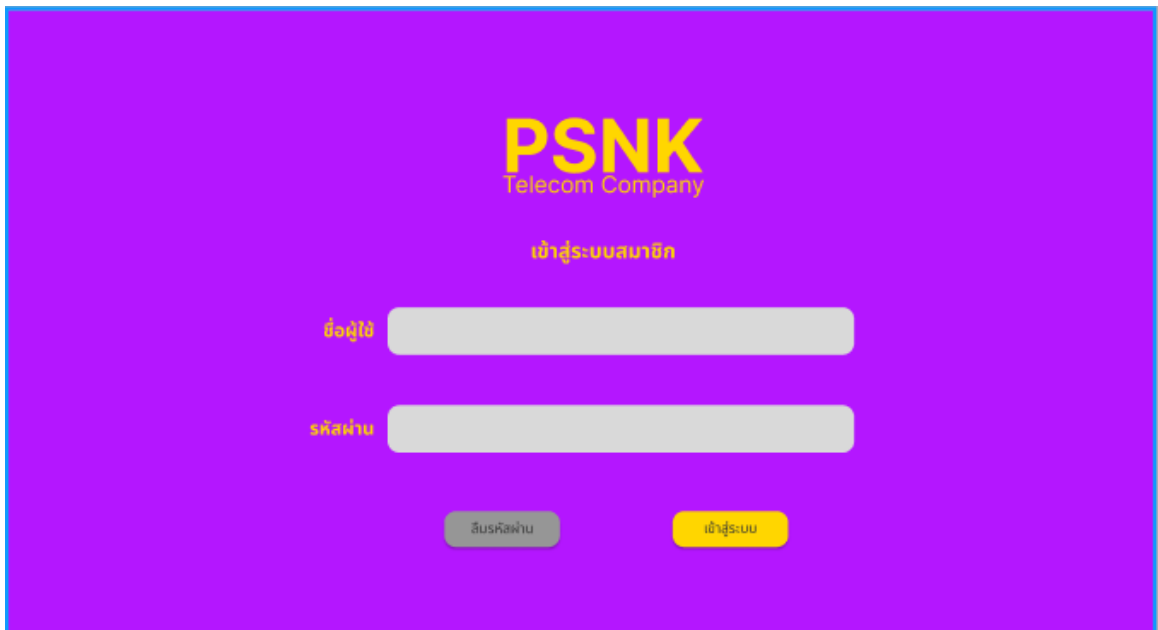 PSNK
Telecom Company
เข้าสู่ระบบสมาชิก
ชื่อผู้ใช้
รหัสผ่าน
ลืมรหัสผ่าน
เข้าสู่ระบบ